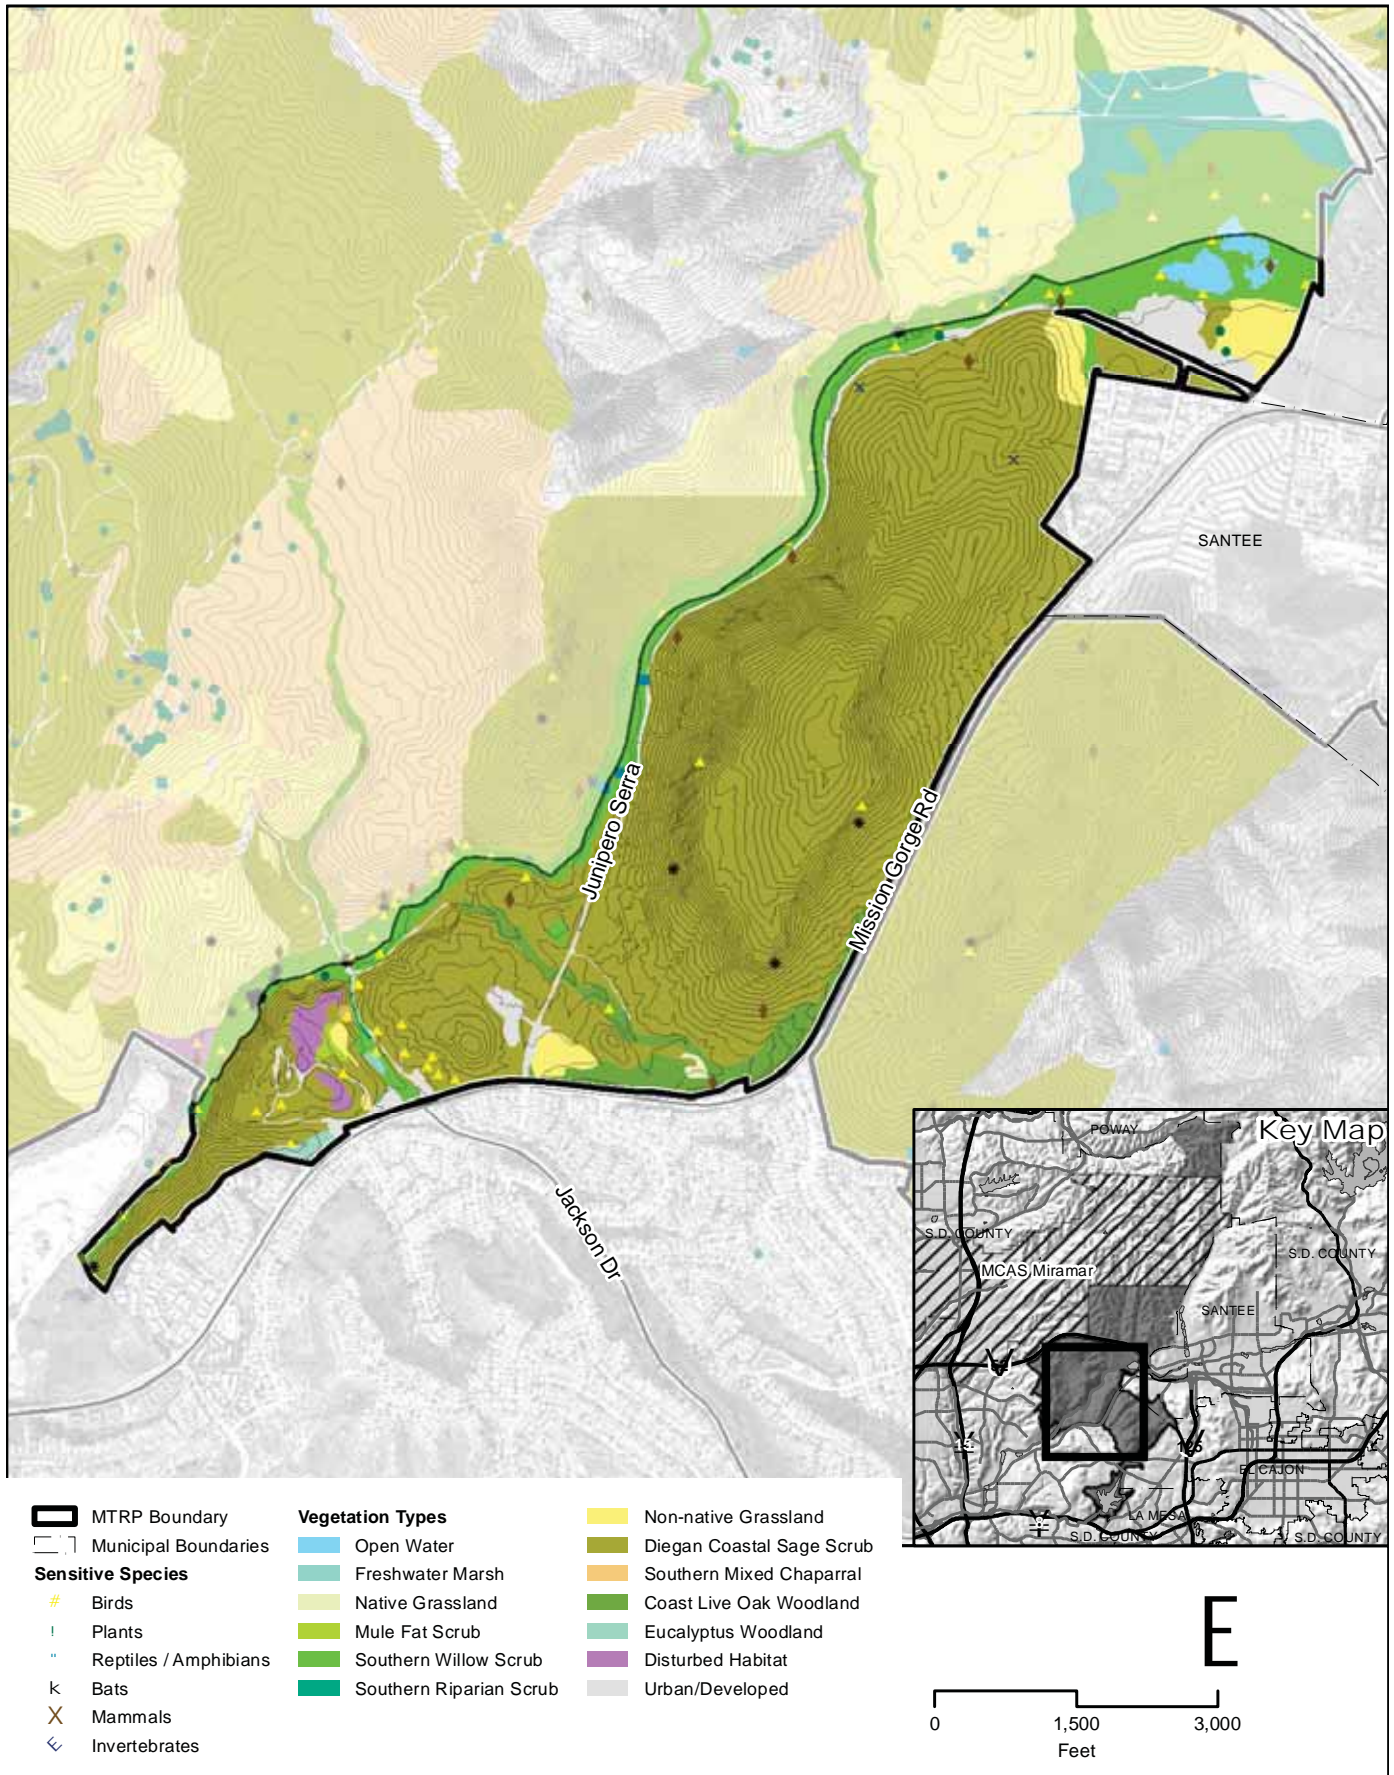 SANTEE
Junipero Serra
Mission Gorge Rd
Jackson Dr
Key Map
POWAY
S.D. COUNTY
S.D. COUNTY
MCAS Miramar
SANTEE
52
15
125
8
EL CAJON
LA MESA
S.D. COUNTY
S.D. COUNTY
MTRP Boundary
Municipal Boundaries
Sensitive Species
# Birds
! Plants
" Reptiles / Amphibians
K Bats
X Mammals
E Invertebrates
Vegetation Types
Open Water
Freshwater Marsh
Native Grassland
Mule Fat Scrub
Southern Willow Scrub
Southern Riparian Scrub
Non-native Grassland
Diegan Coastal Sage Scrub
Southern Mixed Chaparral
Coast Live Oak Woodland
Eucalyptus Woodland
Disturbed Habitat
Urban/Developed
E
0 1,500 3,000
Feet